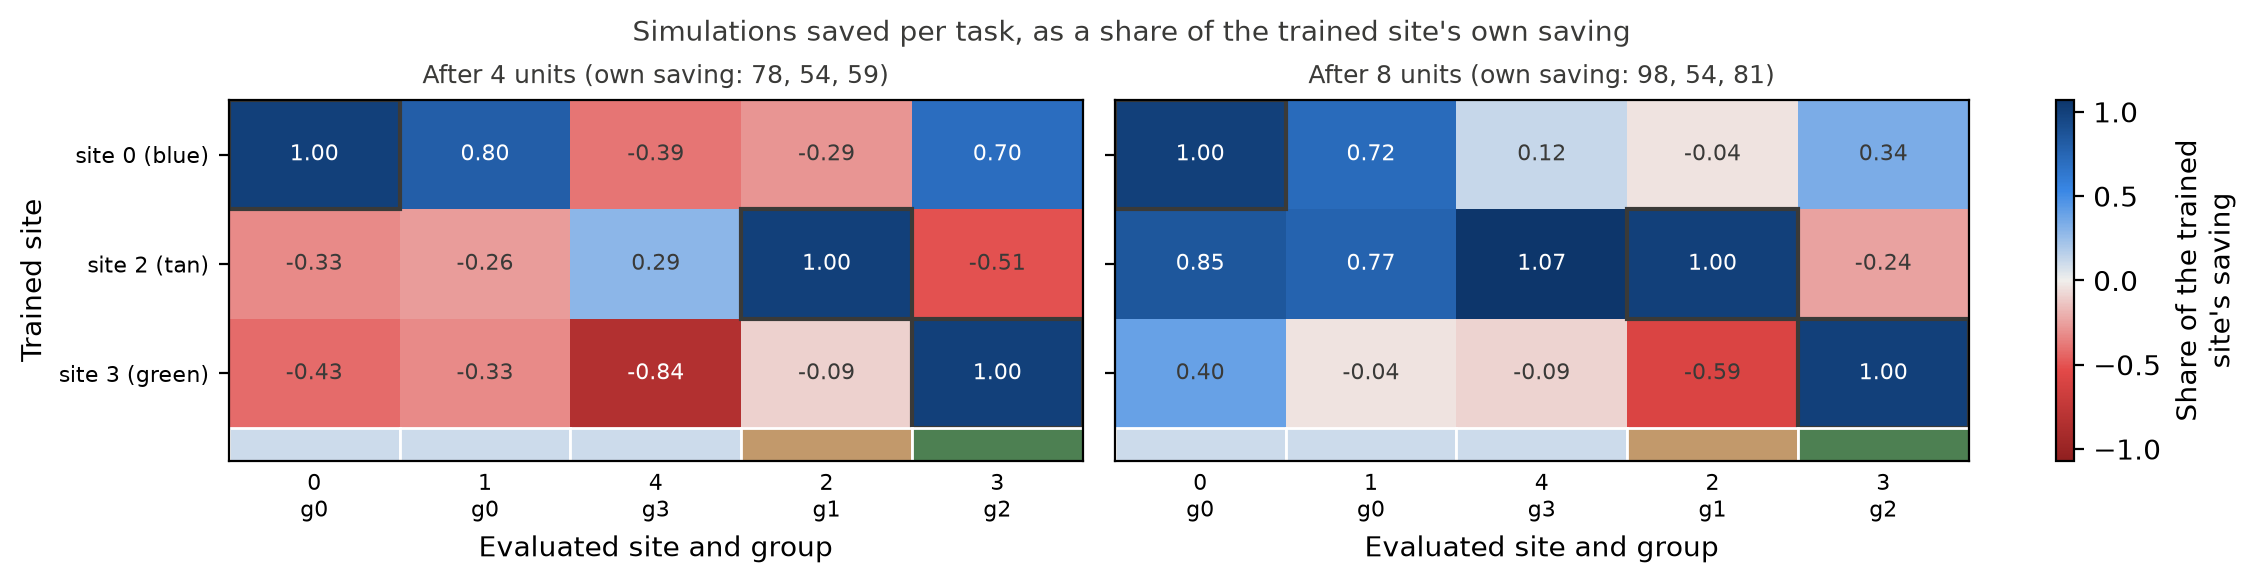 Simulations saved per task, as a share of the trained site's own saving
After 4 units (own saving: 78, 54, 59)
After 8 units (own saving: 98, 54, 81)
Trained site
site 0 (blue)
1.00 0.80 -0.39 -0.29 0.70
1.00 0.72 0.12 -0.04 0.34
site 2 (tan)
-0.33 -0.26 0.29 1.00 -0.51
0.85 0.77 1.07 1.00 -0.24
site 3 (green)
-0.43 -0.33 -0.84 -0.09 1.00
0.40 -0.04 -0.09 -0.59 1.00
0 1 4 2 3
g0 g0 g3 g1 g2
Evaluated site and group
0 1 4 2 3
g0 g0 g3 g1 g2
Evaluated site and group
1.0
0.5
0.0
−0.5
−1.0
Share of the trained
site's saving